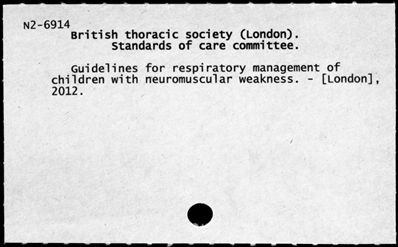 N2-6914
British thoracic society (London).
Standards of care committee.
Guidelines for respiratory management of
children with neuromuscular weakness. - [London],
2012.